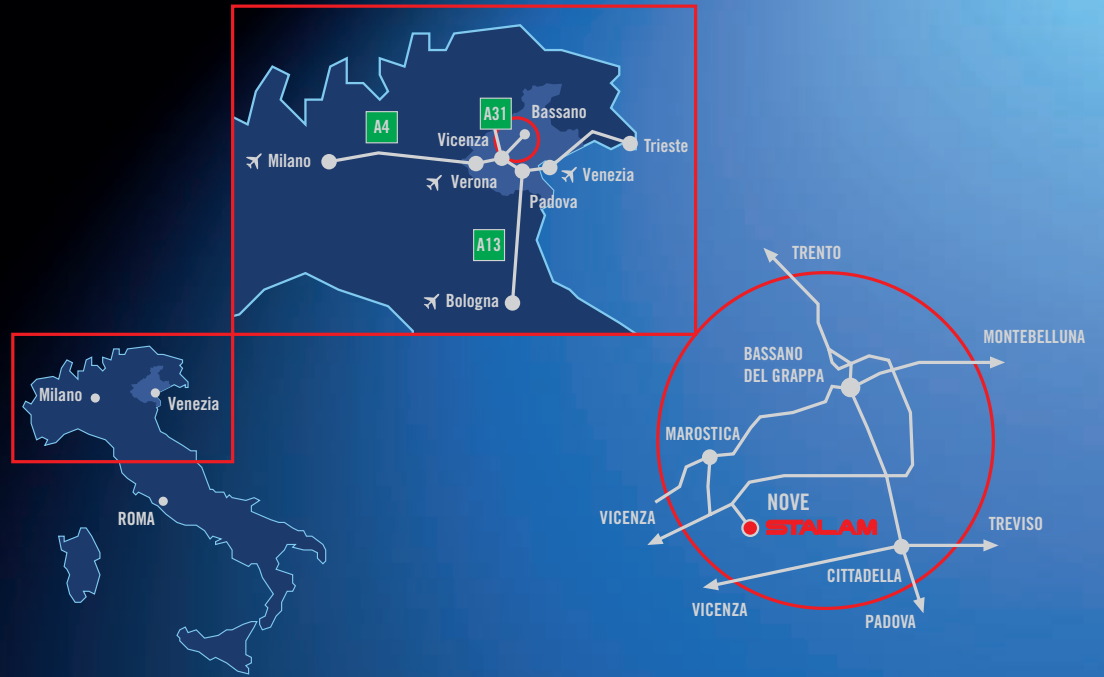 A31
Bassano
A4
Vicenza
Trieste
Milano
Verona
Venezia
Padova
A13
Bologna
Milano
Venezia
ROMA
TRENTO
MONTEBELLUNA
BASSANO
DEL GRAPPA
MAROSTICA
NOVE
STALAM
VICENZA
TREVISO
CITTADELLA
VICENZA
PADOVA